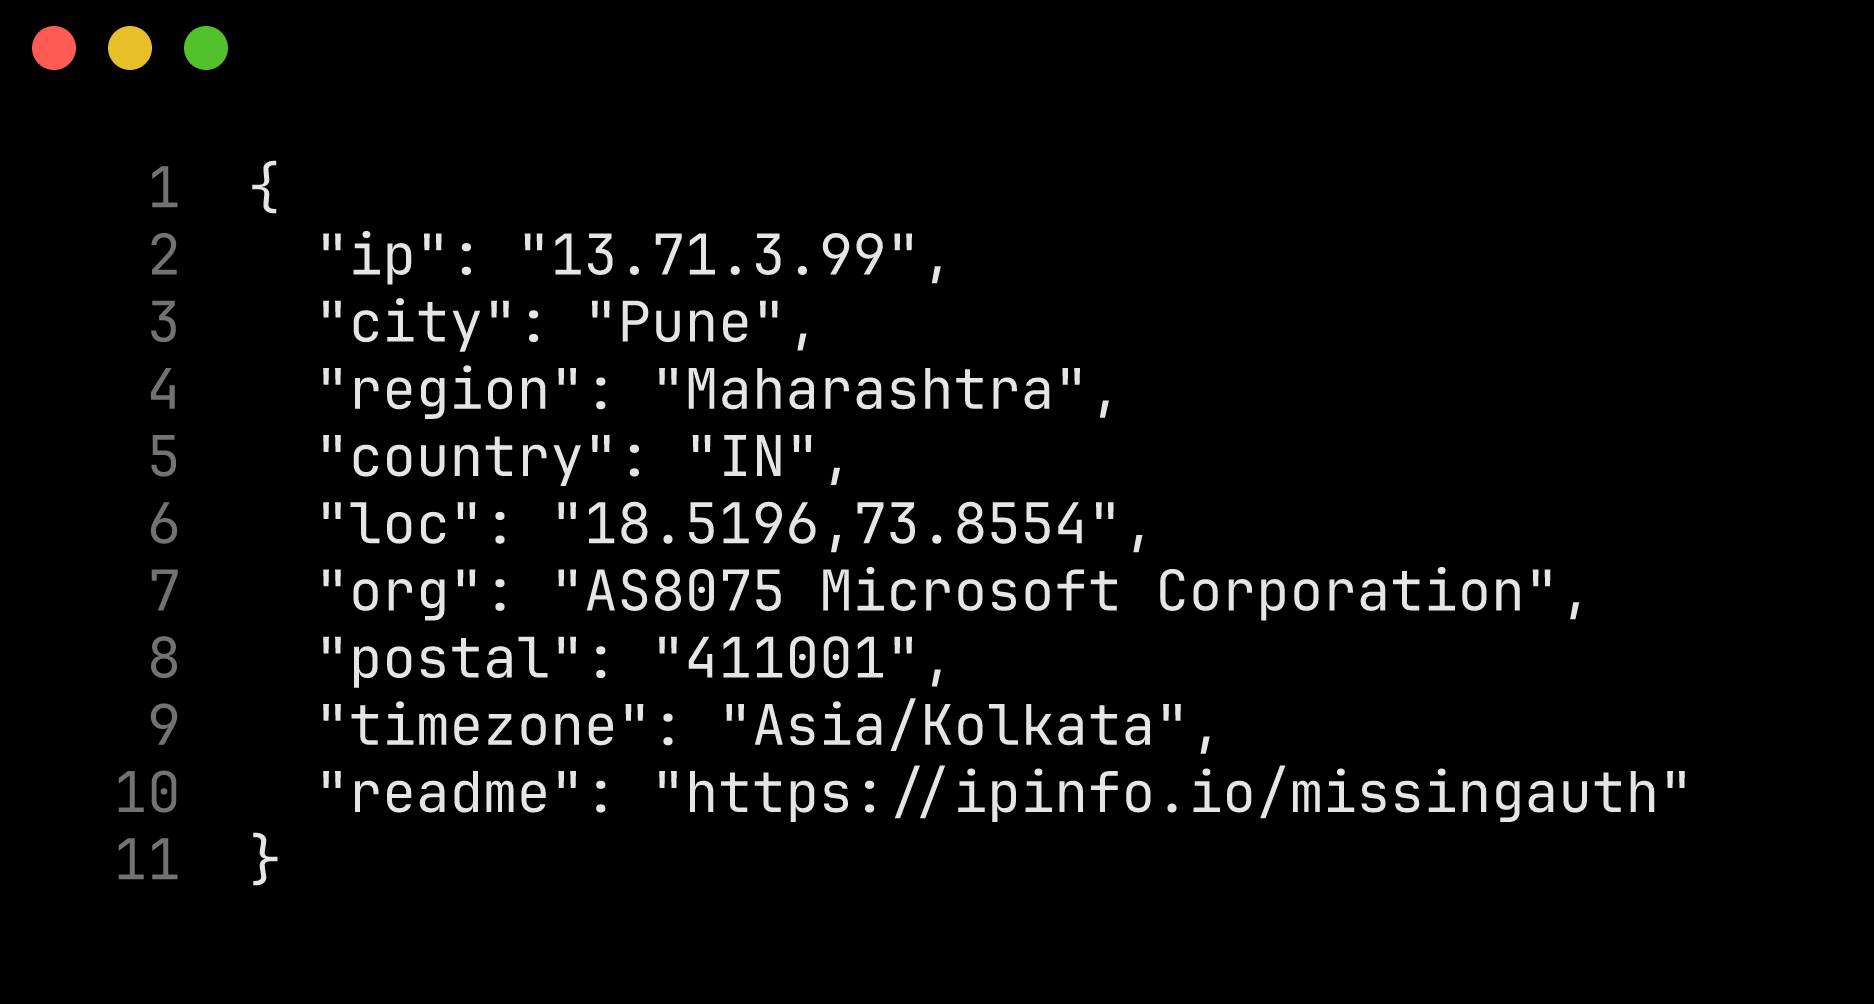 1 {
2   "ip": "13.71.3.99",
3   "city": "Pune",
4   "region": "Maharashtra",
5   "country": "IN",
6   "loc": "18.5196,73.8554",
7   "org": "AS8075 Microsoft Corporation",
8   "postal": "411001",
9   "timezone": "Asia/Kolkata",
10   "readme": "https://ipinfo.io/missingauth"
11 }